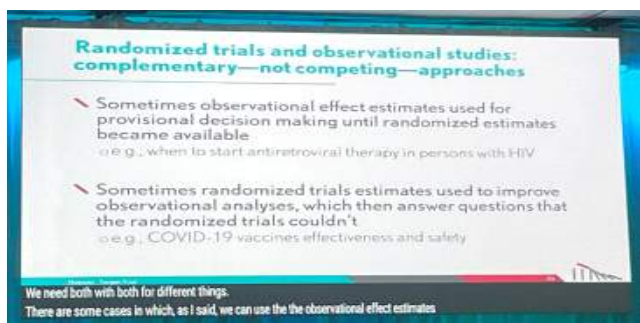 Randomized trials and observational studies:
complementary—not competing—approaches
Sometimes observational effect estimates used for
provisional decision making until randomized estimates
became available
e.g., when to start antiretroviral therapy in persons with HIV
Sometimes randomized trials estimates used to improve
observational analyses, which then answer questions that
the randomized trials couldn't
e.g., COVID-19 vaccines effectiveness and safety
We need both with both for different things.
There are some cases in which, as I said, we can use the the observational effect estimates